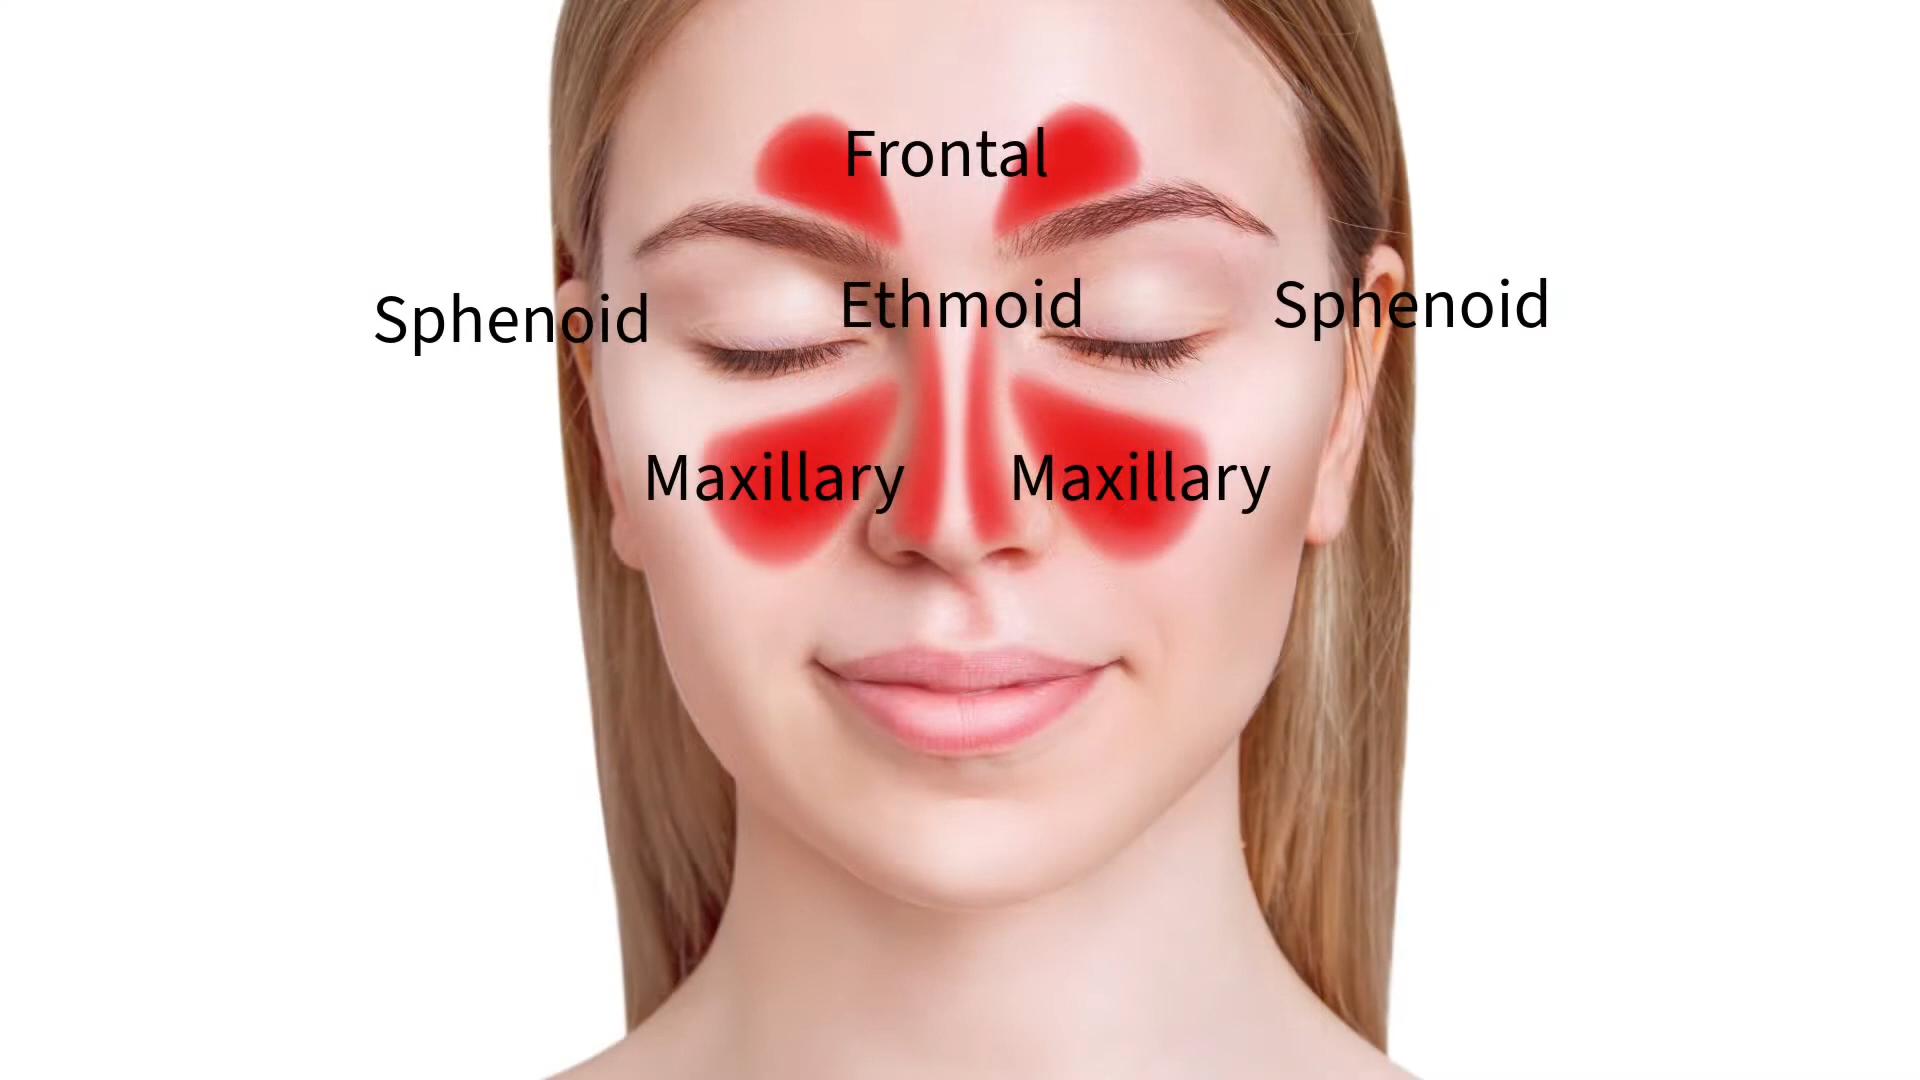 Frontal
Sphenoid
Ethmoid
Sphenoid
Maxillary
Maxillary